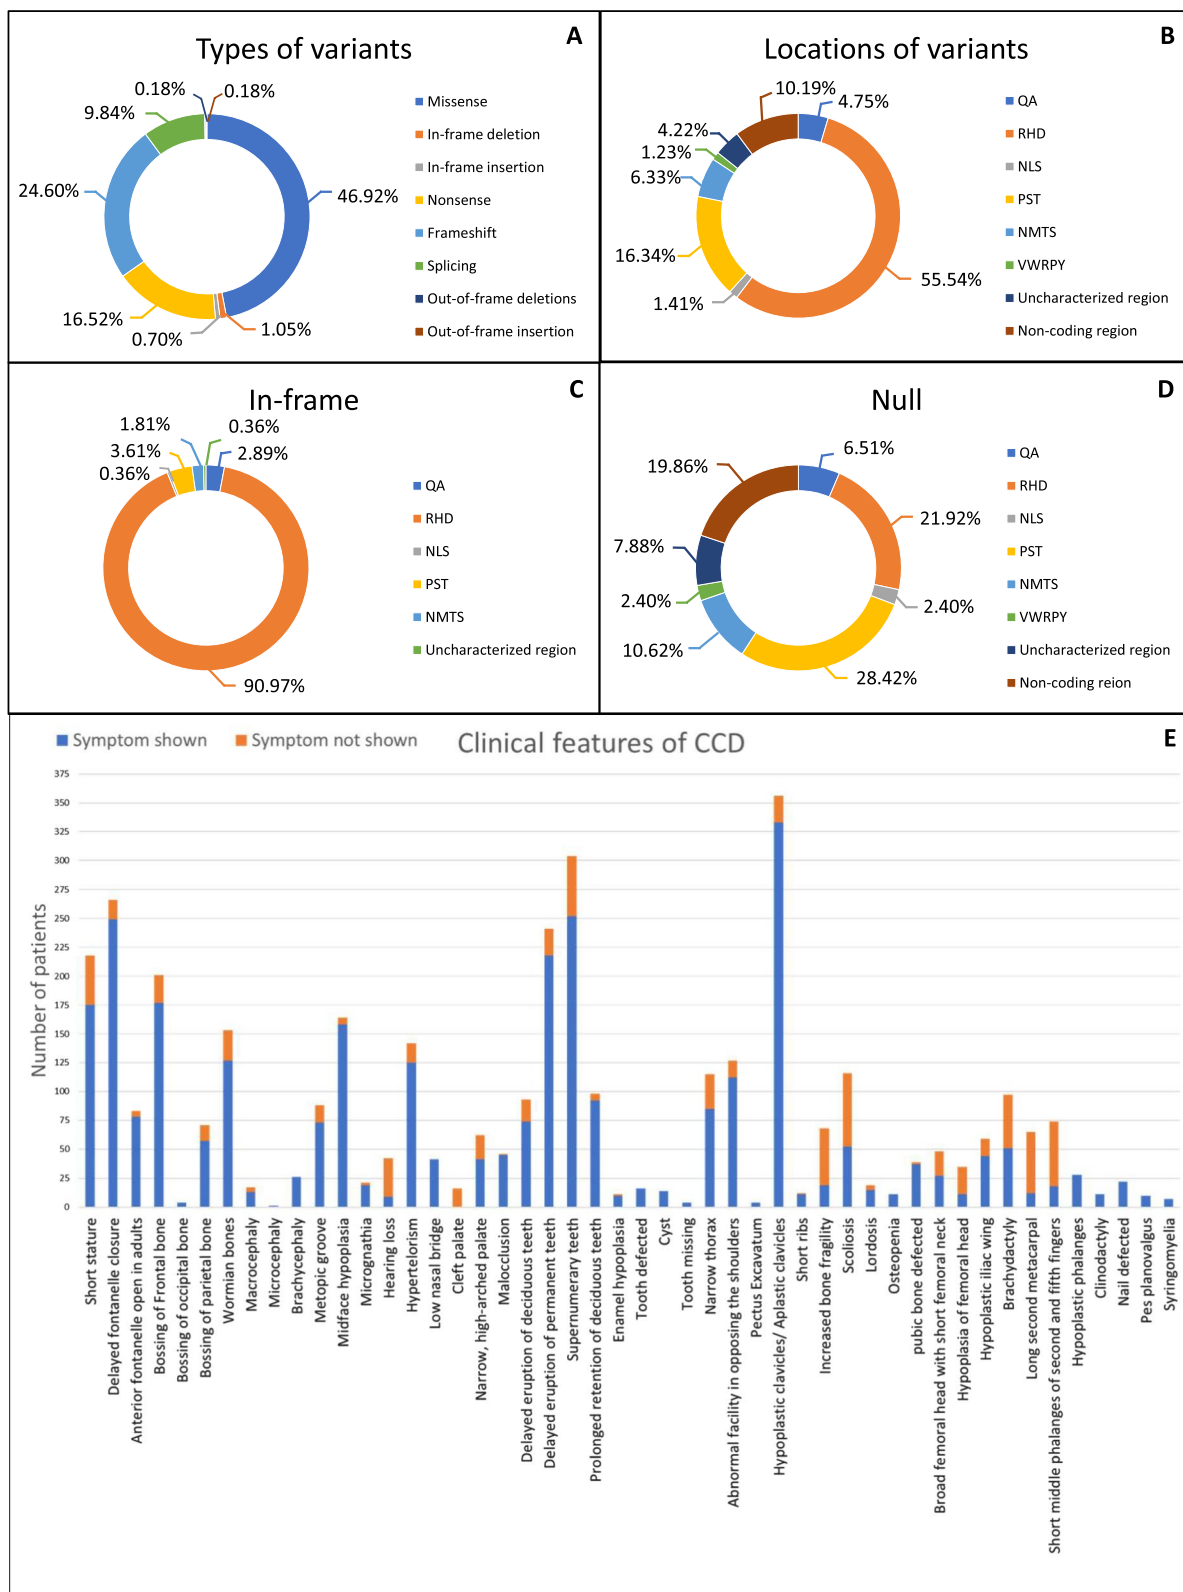 Types of variants
A
0.18%
0.18%
9.84%
24.60%
46.92%
16.52%
0.70%
1.05%
Missense
In-frame deletion
In-frame insertion
Nonsense
Frameshift
Splicing
Out-of-frame deletions
Out-of-frame insertion
Locations of variants
B
10.19%
4.75%
4.22%
1.23%
6.33%
16.34%
1.41%
55.54%
QA
RHD
NLS
PST
NMTS
VWRPY
Uncharacterized region
Non-coding region
In-frame
C
1.81%
0.36%
3.61%
2.89%
0.36%
90.97%
QA
RHD
NLS
PST
NMTS
Uncharacterized region
Null
D
6.51%
19.86%
21.92%
7.88%
2.40%
2.40%
10.62%
28.42%
QA
RHD
NLS
PST
NMTS
VWRPY
Uncharacterized region
Non-coding reion
Symptom shown
Symptom not shown
Clinical features of CCD
E
Number of patients
375
350
325
300
275
250
225
200
175
150
125
100
75
50
25
0
Short stature
Delayed fontanelle closure
Anterior fontanelle open in adults
Bossing of Frontal bone
Bossing of occipital bone
Bossing of parietal bone
Wormian bones
Macrocephaly
Microcephaly
Brachycephaly
Metopic groove
Midface hypoplasia
Micrognathia
Hearing loss
Hypertelorism
Low nasal bridge
Cleft palate
Narrow, high-arched palate
Malocclusion
Delayed eruption of deciduous teeth
Delayed eruption of permanent teeth
Supernumerary teeth
Prolonged retention of deciduous teeth
Enamel hypoplasia
Tooth defected
Cyst
Tooth missing
Narrow thorax
Abnormal facility in opposing the shoulders
Pectus Excavatum
Hypoplastic clavicles/ Aplastic clavicles
Short ribs
Increased bone fragility
Scoliosis
Lordosis
Osteopenia
pubic bone defected
Broad femoral head with short femoral neck
Hypoplasia of femoral head
Hypoplastic iliac wing
Brachydactyly
Long second metacarpal
Short middle phalanges of second and fifth fingers
Hypoplastic phalanges
Clinodactyly
Nail defected
Pes planovalgus
Syringomyelia